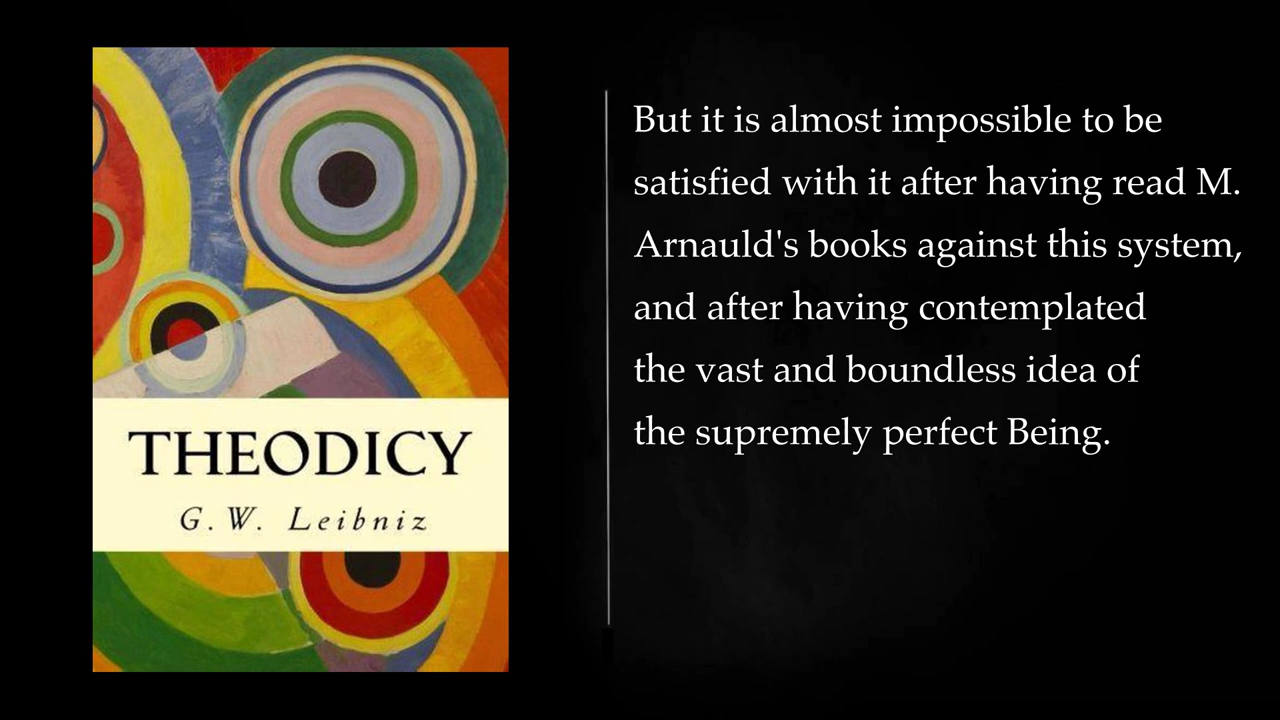 THEODICY
G. W. Leibniz
But it is almost impossible to be
satisfied with it after having read M.
Arnauld's books against this system,
and after having contemplated
the vast and boundless idea of
the supremely perfect Being.